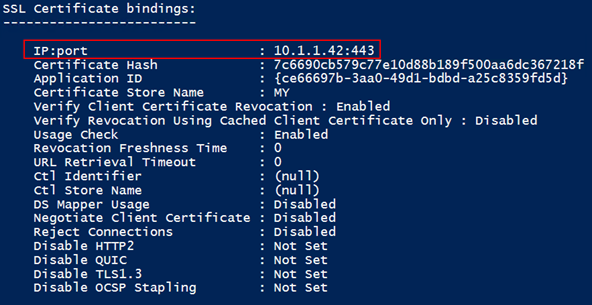 SSL Certificate bindings:
-------------------------
IP:port : 10.1.1.42:443
Certificate Hash : 7c6690cb579c77e10d88b189f500aa6dc367218f
Application ID : {ce66697b-3aa0-49d1-bdbd-a25c8359fd5d}
Certificate Store Name : MY
Verify Client Certificate Revocation : Enabled
Verify Revocation Using Cached Client Certificate Only : Disabled
Usage Check : Enabled
Revocation Freshness Time : 0
URL Retrieval Timeout : 0
Ctl Identifier : (null)
Ctl Store Name : (null)
DS Mapper Usage : Disabled
Negotiate Client Certificate : Disabled
Reject Connections : Disabled
Disable HTTP2 : Not Set
Disable QUIC : Not Set
Disable TLS1.3 : Not Set
Disable OCSP Stapling : Not Set